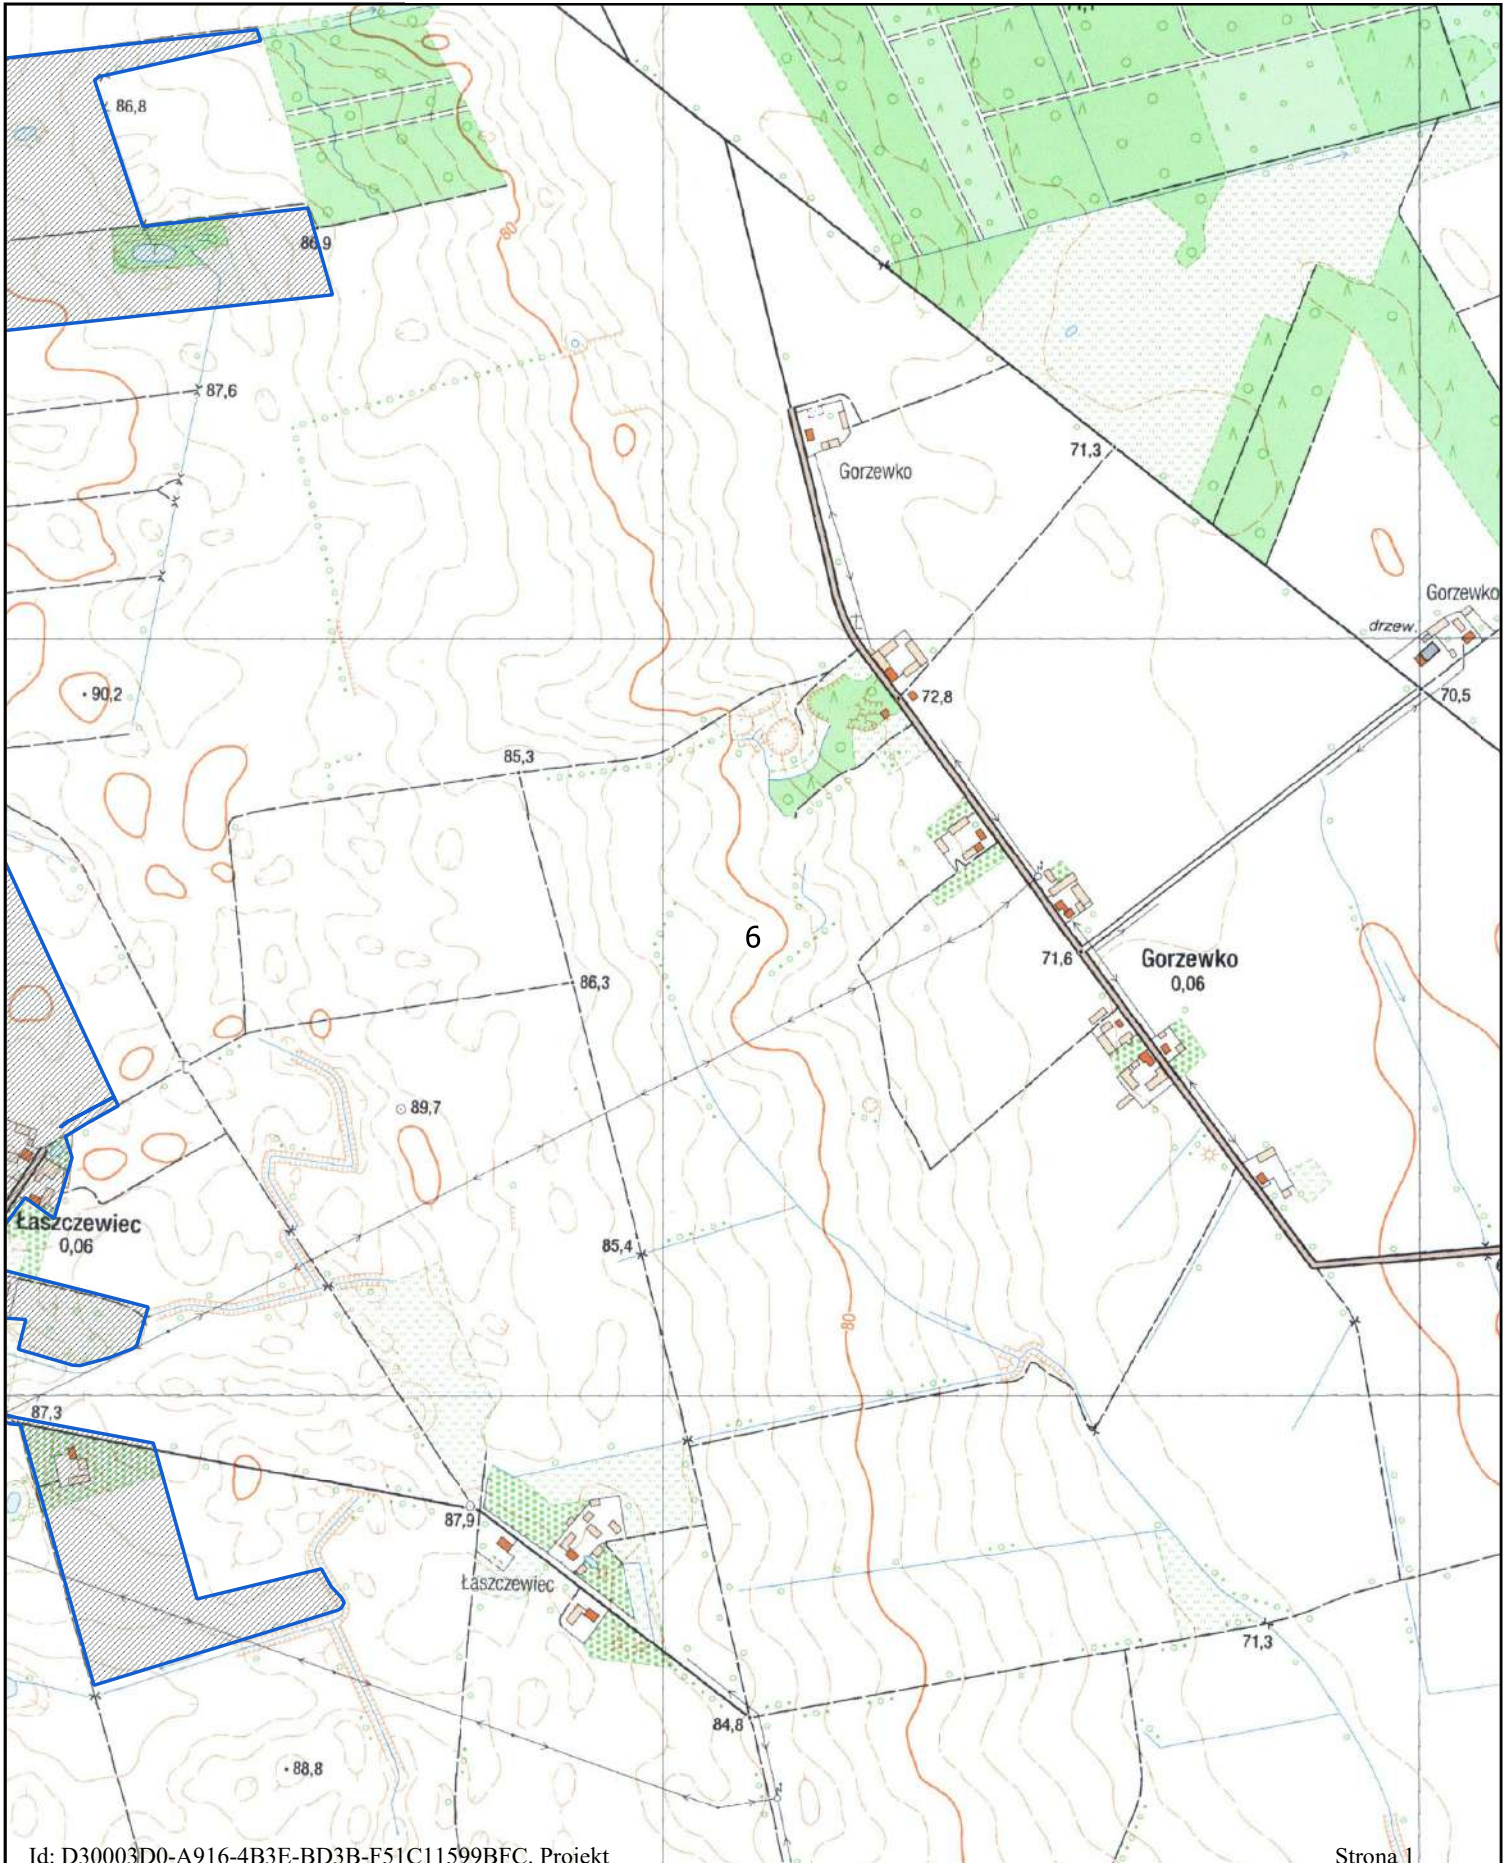 86,8
86,9
80
87,6
Gorzewko
71,3
Gorzewko
drzew.
90,2
72,8
70,5
85,3
6
71,6
Gorzewko
0,06
86,3
89,7
Łaszczewiec
0,06
85,4
80
87,3
87,9
Łaszczewiec
71,3
84,8
88,8
Id: D30003D0-A916-4B3E-BD3B-F51C11599BFC. Projekt
Strona 1